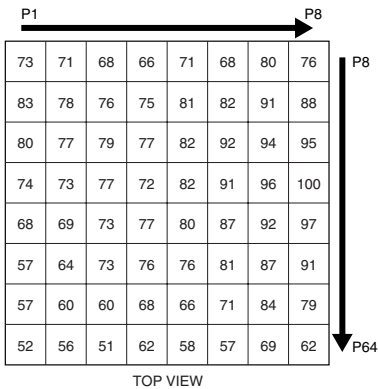 P1 P8
73 71 68 66 71 68 80 76 P8
83 78 76 75 81 82 91 88
80 77 79 77 82 92 94 95
74 73 77 72 82 91 96 100
68 69 73 77 80 87 92 97
57 64 73 76 76 81 87 91
57 60 60 68 66 71 84 79
52 56 51 62 58 57 69 62 P64
TOP VIEW